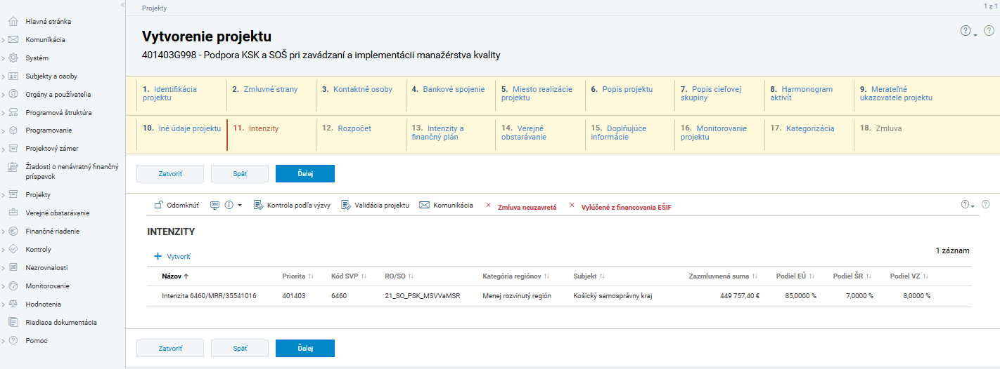 Projekty
1 z 1
Hlavná stránka
Komunikácia
Systém
Subjekty a osoby
Orgány a používatelia
Programová štruktúra
Programovanie
Projektový zámer
Žiadosti o nenávratný finančný
príspevok
Projekty
Verejné obstarávanie
Finančné riadenie
Kontroly
Nezrovnalosti
Monitorovanie
Hodnotenia
Riadiaca dokumentácia
Pomoc
Vytvorenie projektu
401403G998 - Podpora KSK a SOŠ pri zavádzaní a implementácii manažérstva kvality
1. Identifikácia
projektu
2. Zmluvné strany
3. Kontaktné osoby
4. Bankové spojenie
5. Miesto realizácie
projektu
6. Popis projektu
7. Popis cieľovej
skupiny
8. Harmonogram
aktivít
9. Merateľné
ukazovatele projektu
10. Iné údaje projektu
11. Intenzity
12. Rozpočet
13. Intenzity a
finančný plán
14. Verejné
obstarávanie
15. Doplňujúce
informácie
16. Monitorovanie
projektu
17. Kategorizácia
18. Zmluva
Zatvoriť Späť Ďalej
Odomknúť Kontrola podľa výzvy Validácia projektu Komunikácia × Zmluva neuzavretá × Vylúčené z financovania EŠIF
INTENZITY
+ Vytvoriť
1 záznam
Názov Priorita Kód SVP RO/SO Kategória regiónov Subjekt Zazmluvnená suma Podiel EÚ Podiel ŠR Podiel VZ
Intenzita 6460/MRR/35541016 401403 6460 21_SO_PSK_MSVVaMSR Menej rozvinutý región Košický samosprávny kraj 449 757,40 € 85,0000 % 7,0000 % 8,0000 %
Zatvoriť Späť Ďalej